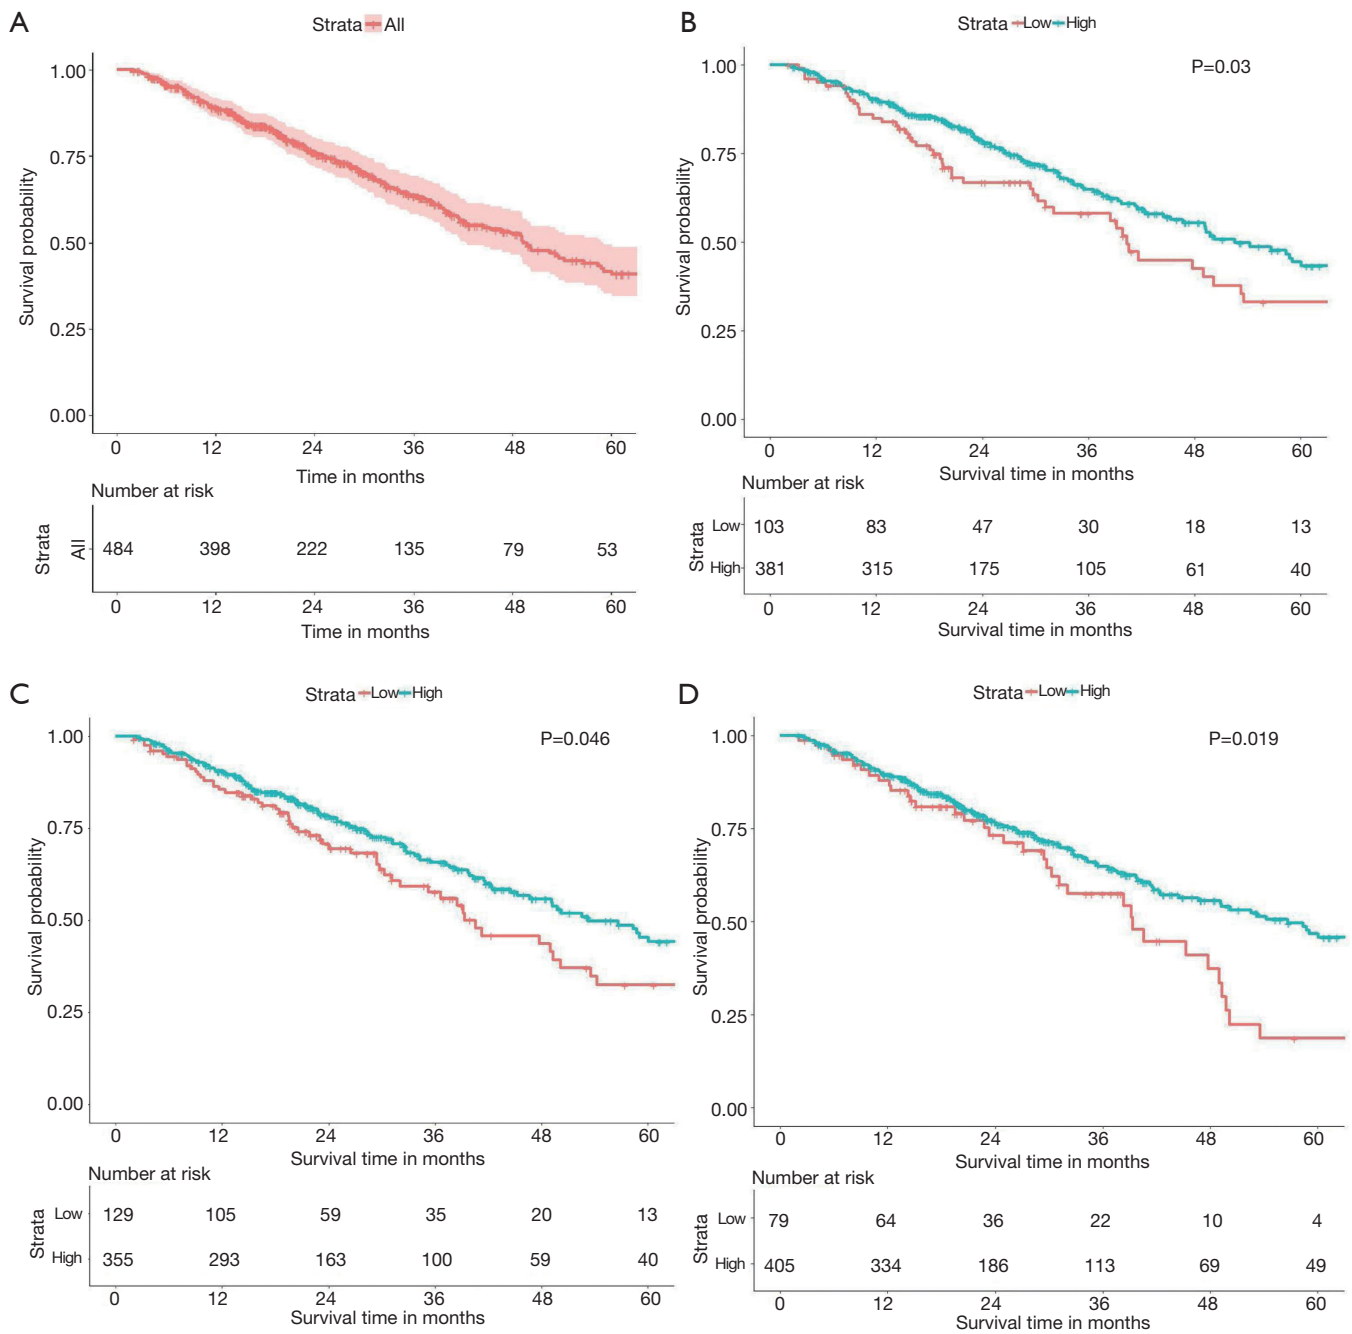 A
Strata All
1.00
0.75
0.50
0.25
0.00
Survival probability
0 12 24 36 48 60
Time in months
Number at risk
Strata
All
484 398 222 135 79 53
0 12 24 36 48 60
Time in months
B
Strata Low High
P=0.03
1.00
0.75
0.50
0.25
0.00
Survival probability
0 12 24 36 48 60
Survival time in months
Number at risk
Strata
Low 103 83 47 30 18 13
High 381 315 175 105 61 40
0 12 24 36 48 60
Survival time in months
C
Strata Low High
P=0.046
1.00
0.75
0.50
0.25
0.00
Survival probability
0 12 24 36 48 60
Survival time in months
Number at risk
Strata
Low 129 105 59 35 20 13
High 355 293 163 100 59 40
0 12 24 36 48 60
Survival time in months
D
Strata Low High
P=0.019
1.00
0.75
0.50
0.25
0.00
Survival probability
0 12 24 36 48 60
Survival time in months
Number at risk
Strata
Low 79 64 36 22 10 4
High 405 334 186 113 69 49
0 12 24 36 48 60
Survival time in months